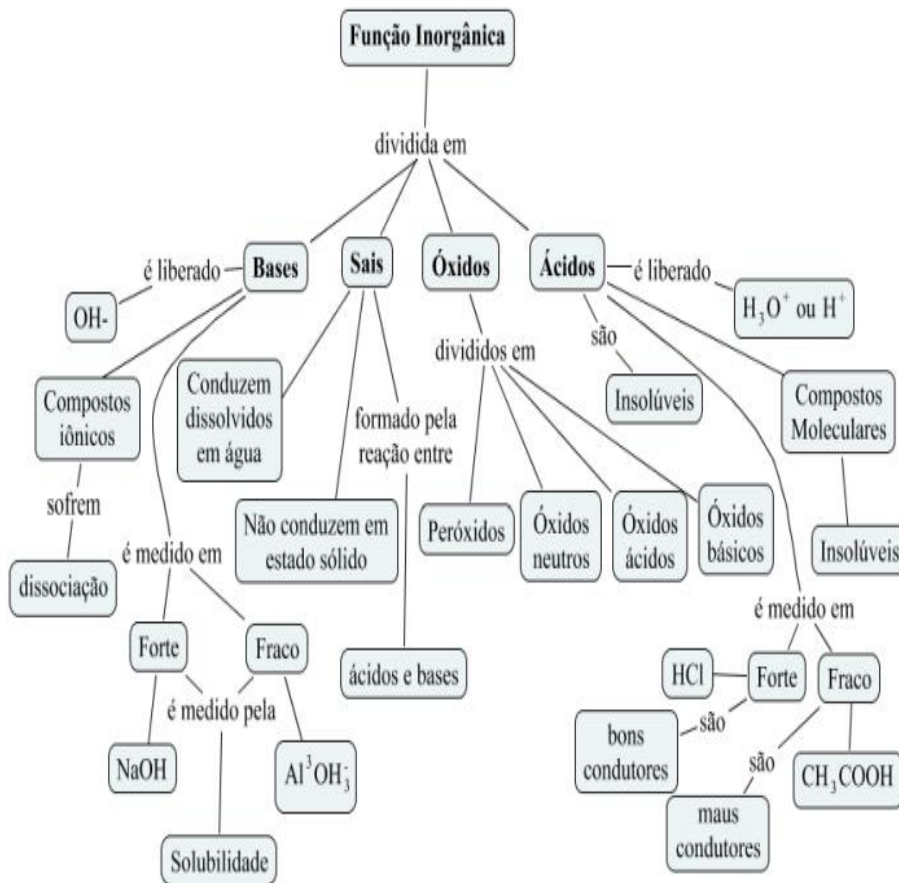 Função Inorgânica
dividida em
é liberado
Bases
Sais
Óxidos
Ácidos
é liberado
OH-
H₃O⁺ ou H⁺
são
divididos em
Compostos
iônicos
Conduzem
dissolvidos
em água
formado pela
reação entre
Insolúveis
Compostos
Moleculares
sofrem
Não conduzem em
estado sólido
Peróxidos
Óxidos
neutros
Óxidos
ácidos
Óxidos
básicos
Insolúveis
dissociação
é medido em
é medido em
Forte
Fraco
ácidos e bases
HCl
Forte
Fraco
é medido pela
são
bons
condutores
são
NaOH
Al³OH₃⁻
CH₃COOH
maus
condutores
Solubilidade